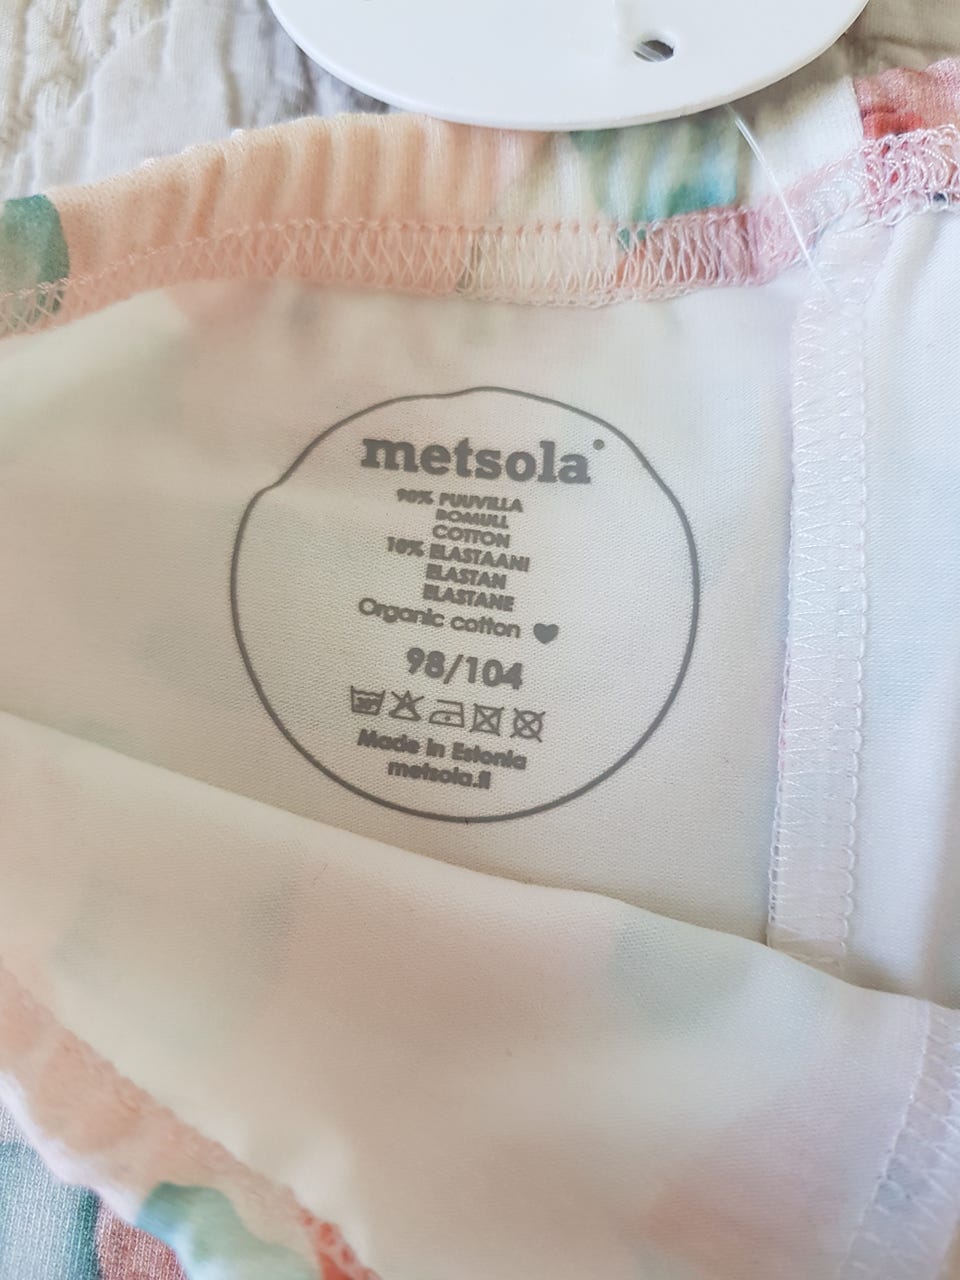 metsola
90% PUUVILLA
BOMULL
COTTON
10% ELASTAANI
ELASTAN
ELASTANE
Organic cotton
98/104
Made in Estonia
metsola.fi